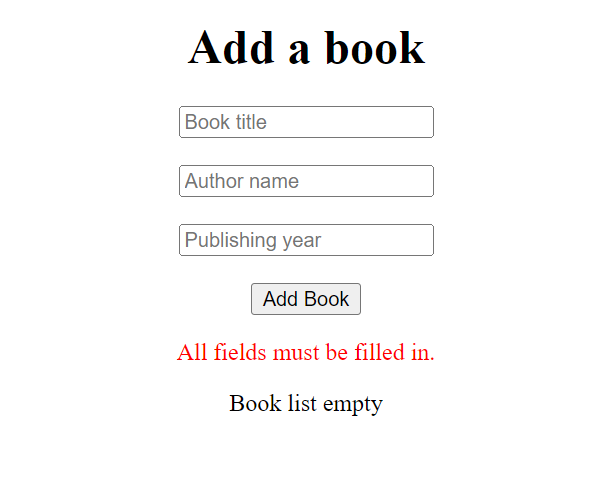 Add a book
Book title
Author name
Publishing year
Add Book
All fields must be filled in.
Book list empty